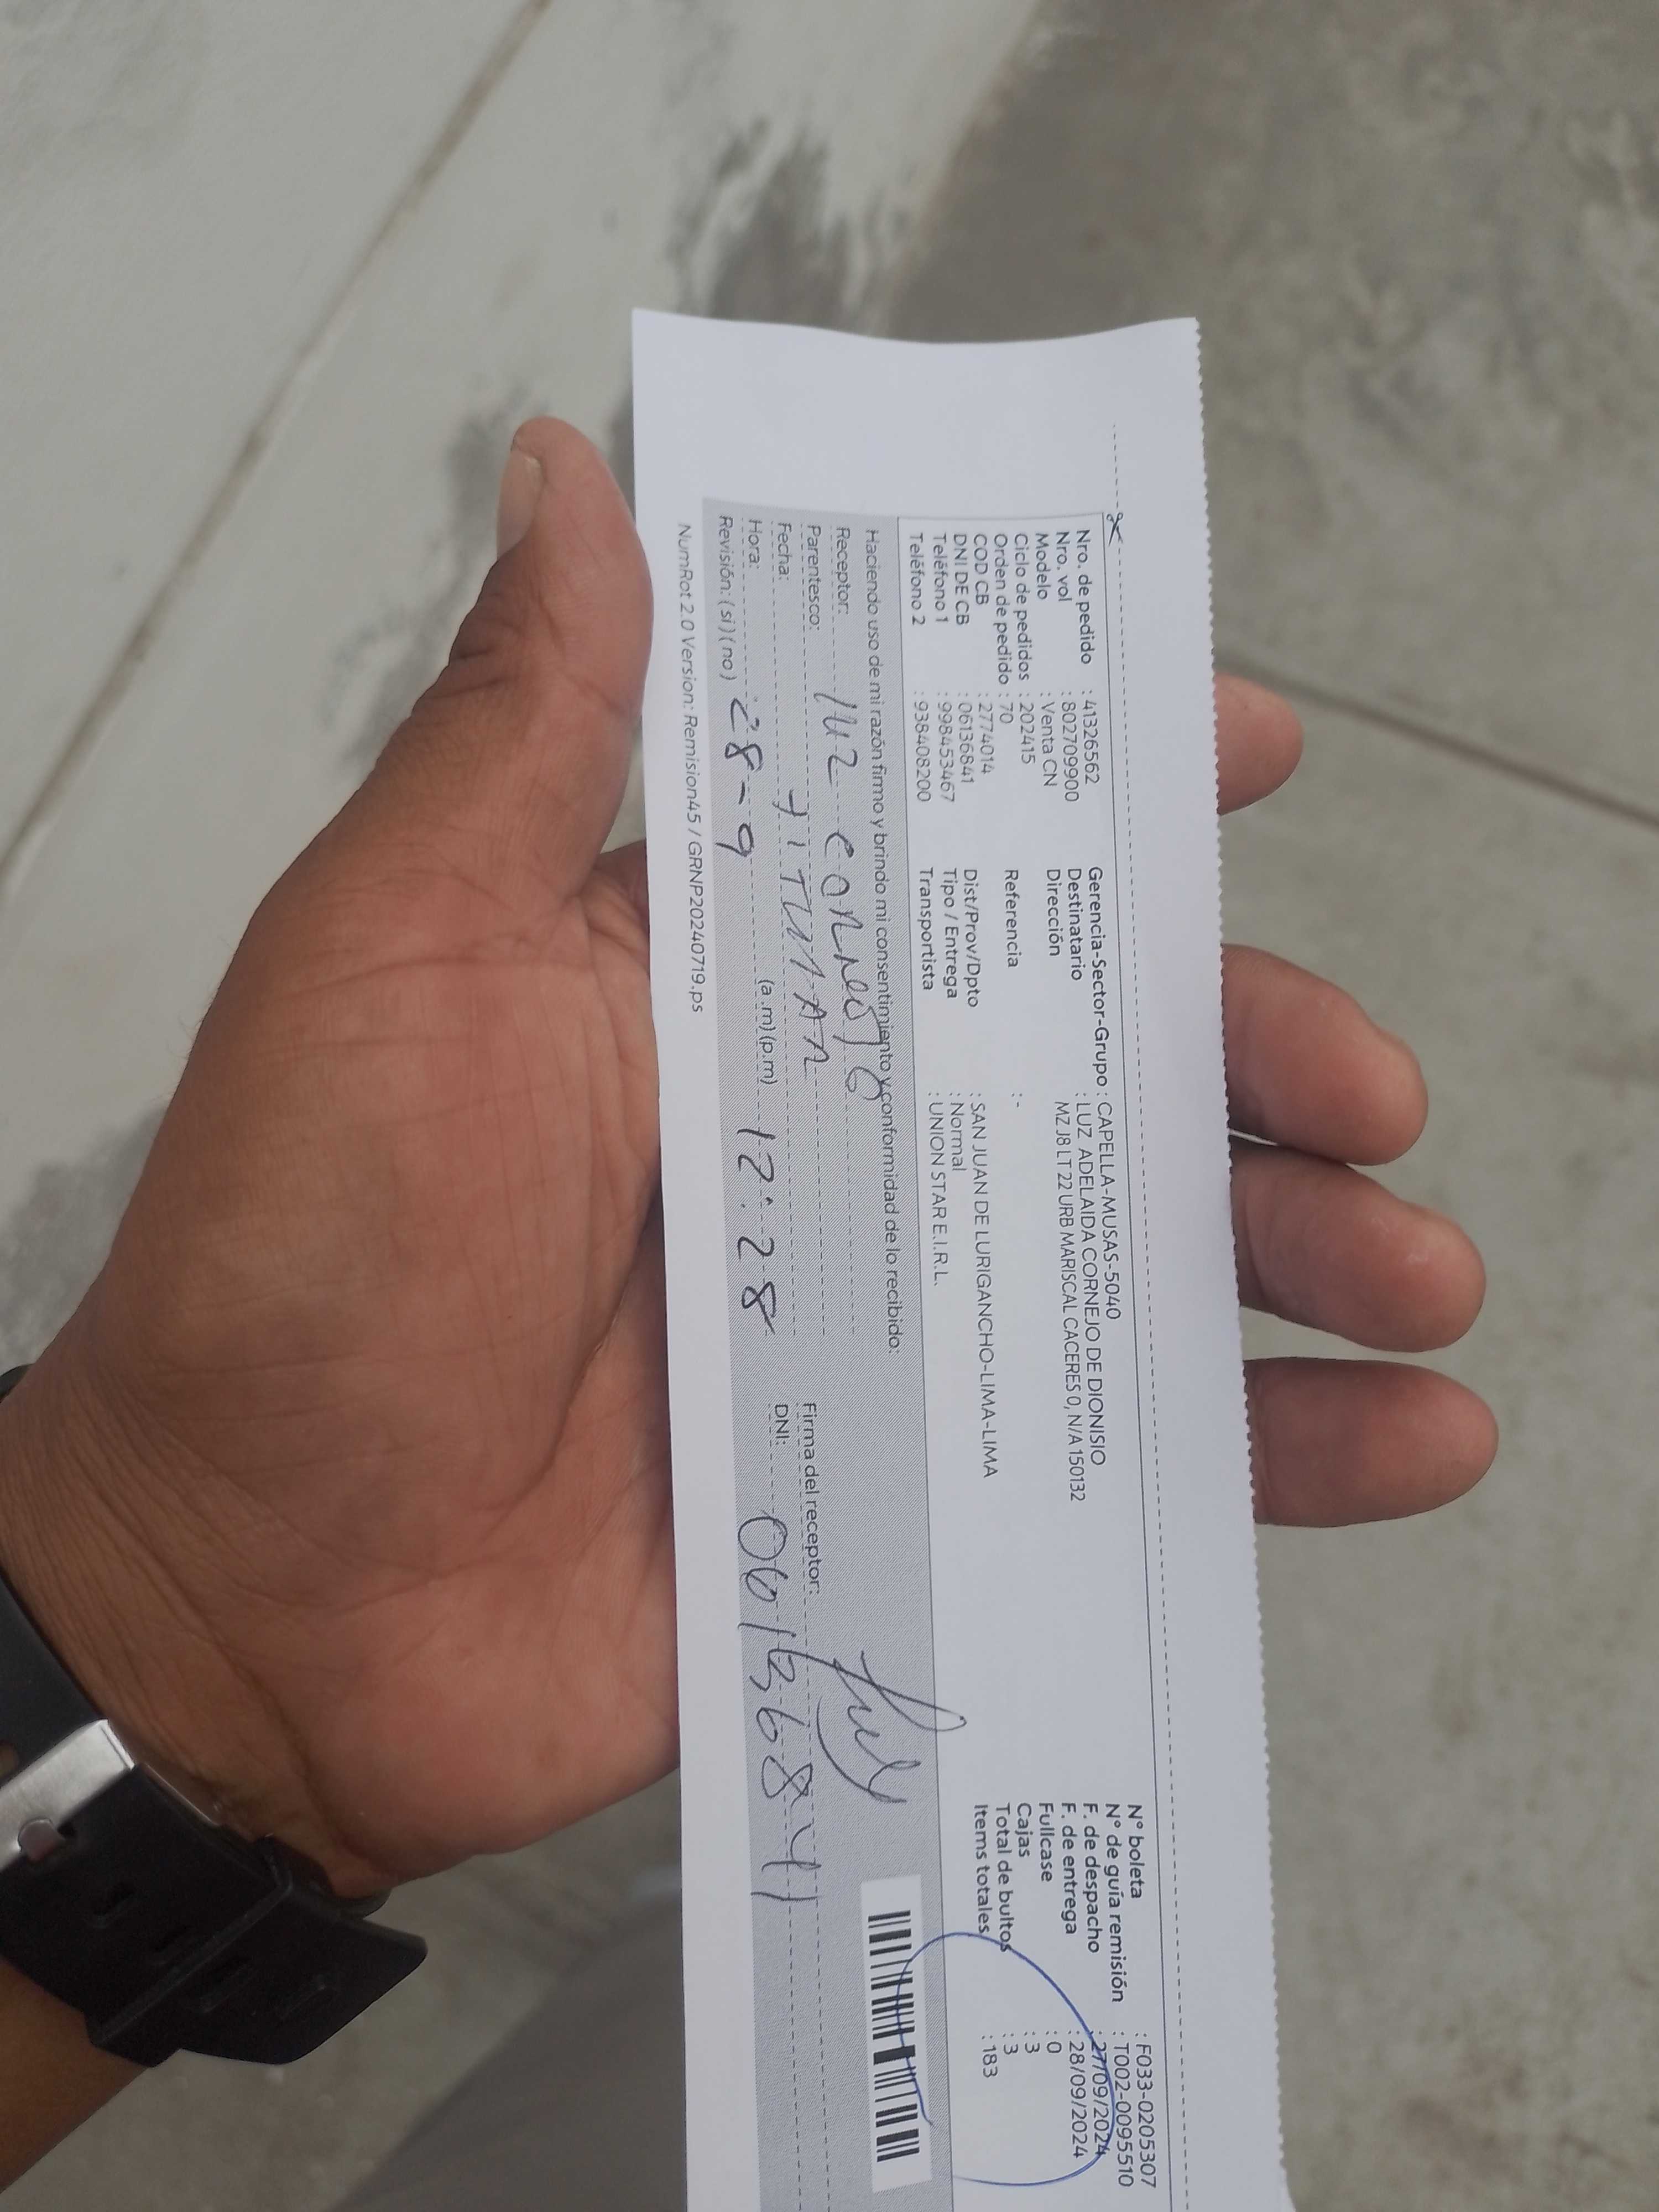 Nro. de pedido : 41326562
Nro. vol : 802709900
Modelo : Venta CN
Ciclo de pedidos : 202415
Orden de pedido : 70
COD CB : 2774014
DNI DE CB : 06136841
Teléfono 1 : 998453467
Teléfono 2 : 938408200
Gerencia-Sector-Grupo : CAPELLA-MUSAS-5040
Destinatario : LUZ ADELAIDA CORNEJO DE DIONISIO
Dirección MZ J8 LT 22 URB MARISCAL CACERES 0, N/A 150132
Referencia : -
Dist/Prov/Dpto : SAN JUAN DE LURIGANCHO-LIMA-LIMA
Tipo / Entrega : Normal
Transportista : UNION STAR E.I.R.L.
N° boleta : F033-0205307
N° de guía remisión : T002-0095510
F. de despacho : 27/09/2024
F. de entrega : 28/09/2024
Fullcase : 0
Cajas : 3
Total de bultos : 3
Items totales : 183
Haciendo uso de mi razón firmo y brindo mi consentimiento y conformidad de lo recibido:
Receptor: luz cornejo
Parentesco: TITULAR
Fecha: 28-9
Hora: (a.m)(p.m) 12:28
Revisión: (si)(no)
Firma del receptor:
DNI: 06136841
NumRot 2.0 Version: Remision45 / GRNP20240719.ps